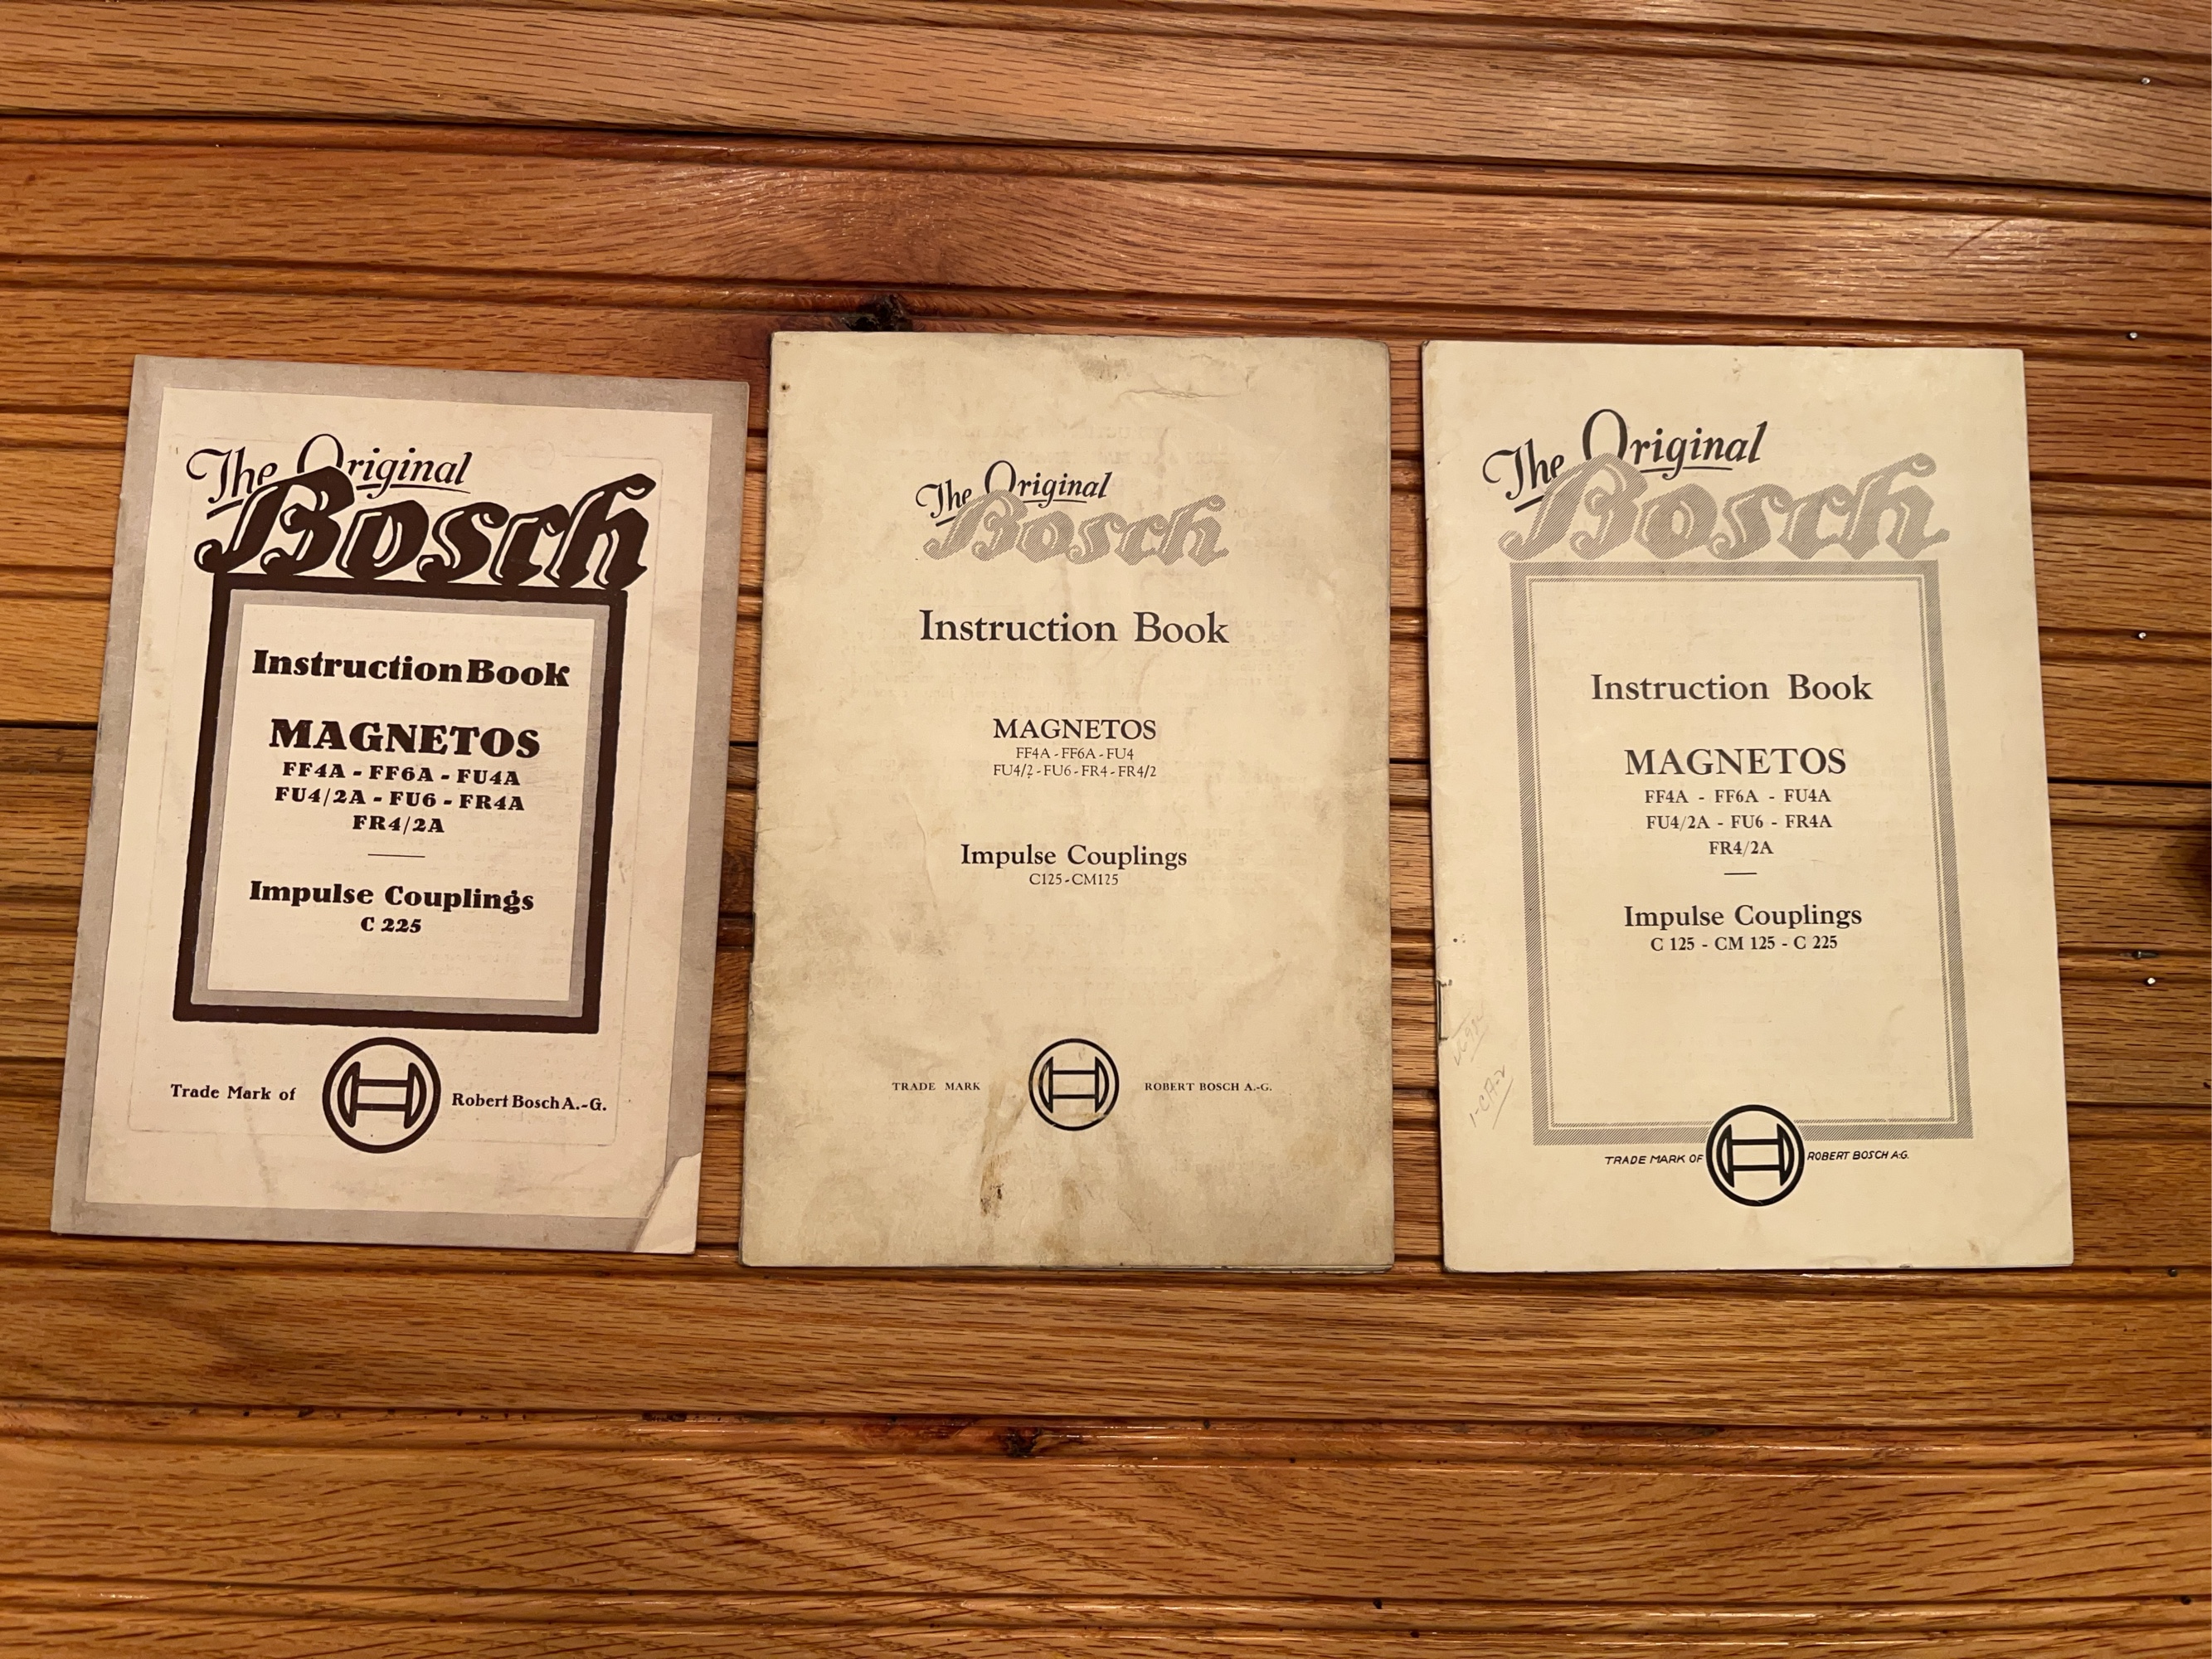 The Original
Bosch
Instruction Book
MAGNETOS
FF4A - FF6A - FU4A
FU4/2A - FU6 - FR4A
FR4/2A
Impulse Couplings
C 225
Trade Mark of
Robert Bosch A.-G.
The Original
Bosch
Instruction Book
MAGNETOS
FF4A - FF6A - FU4
FU4/2 - FU6 - FR4 - FR4/2
Impulse Couplings
C125 - CM125
TRADE MARK
ROBERT BOSCH A.-G.
The Original
Bosch
Instruction Book
MAGNETOS
FF4A - FF6A - FU4A
FU4/2A - FU6 - FR4A
FR4/2A
Impulse Couplings
C 125 - CM 125 - C 225
TRADE MARK OF
ROBERT BOSCH A.G.